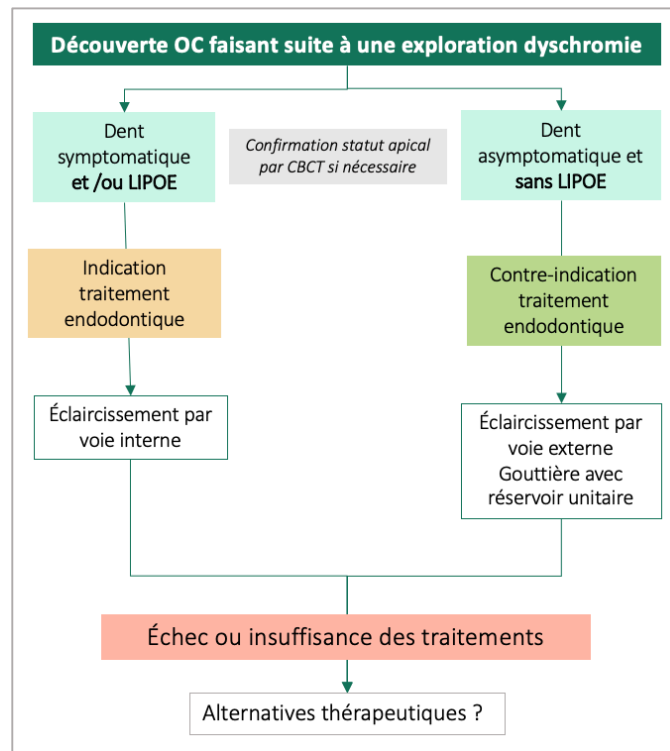 Découverte OC faisant suite à une exploration dyschromie
Dent
symptomatique
et /ou LIPOE
Confirmation statut apical
par CBCT si nécessaire
Dent
asymptomatique et
sans LIPOE
Indication
traitement
endodontique
Contre-indication
traitement
endodontique
Éclaircissement par
voie interne
Éclaircissement par
voie externe
Gouttière avec
réservoir unitaire
Échec ou insuffisance des traitements
Alternatives thérapeutiques ?